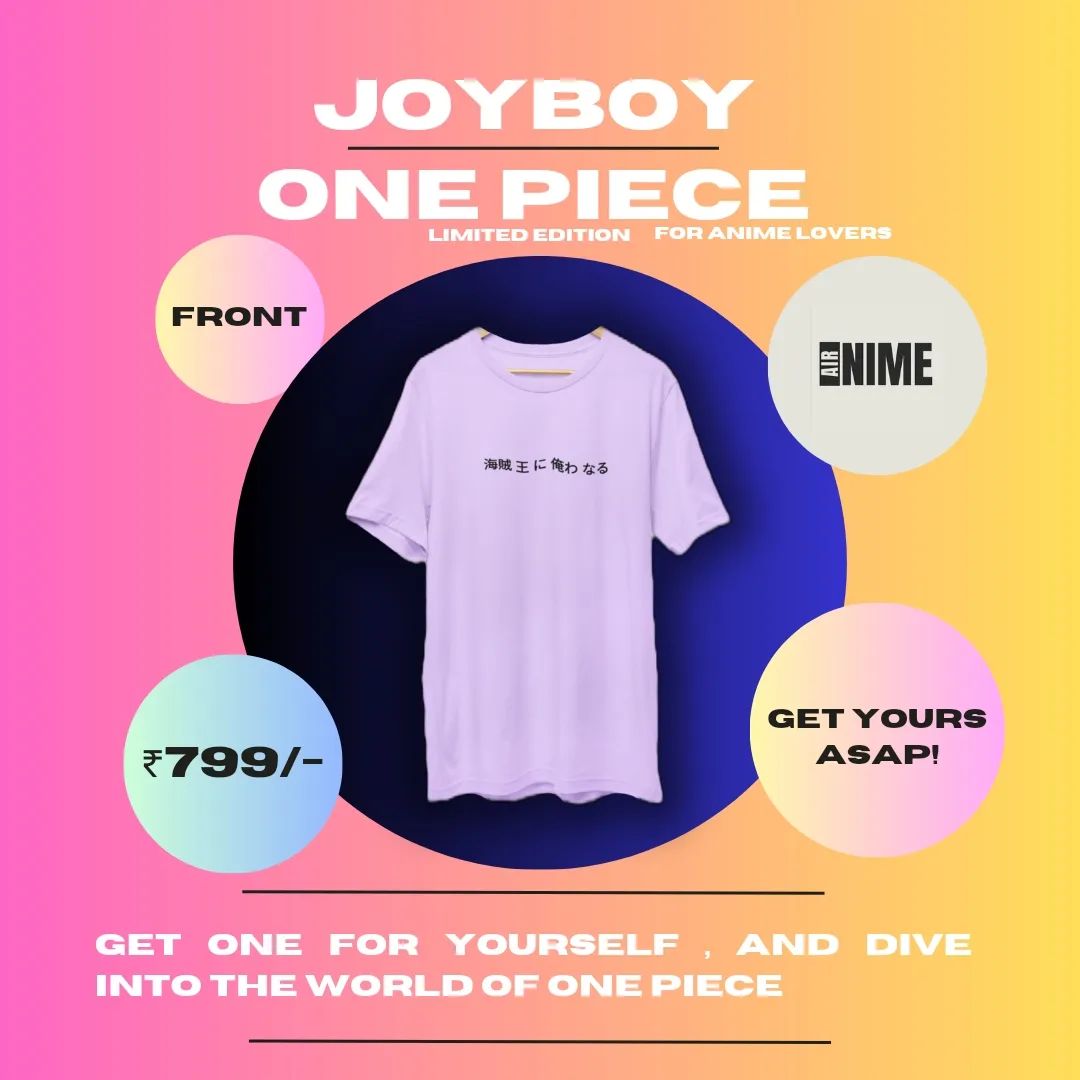 JOYBOY
ONE PIECE
LIMITED EDITION FOR ANIME LOVERS
FRONT
AIR NIME
海賊王に俺わなる
₹799/-
GET YOURS
ASAP!
GET ONE FOR YOURSELF , AND DIVE
INTO THE WORLD OF ONE PIECE